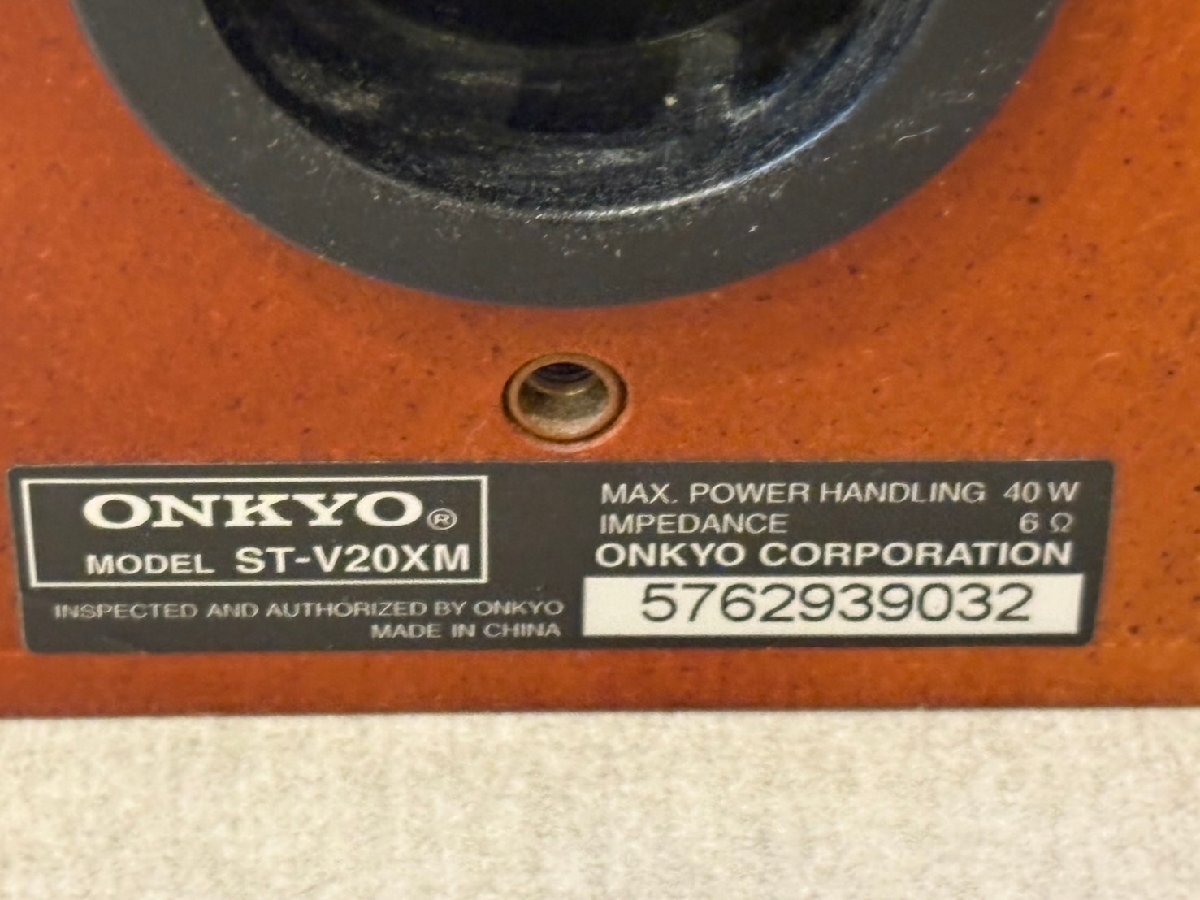 ONKYO®
MODEL ST-V20XM
INSPECTED AND AUTHORIZED BY ONKYO
MADE IN CHINA
MAX. POWER HANDLING 40 W
IMPEDANCE 6 Ω
ONKYO CORPORATION
5762939032